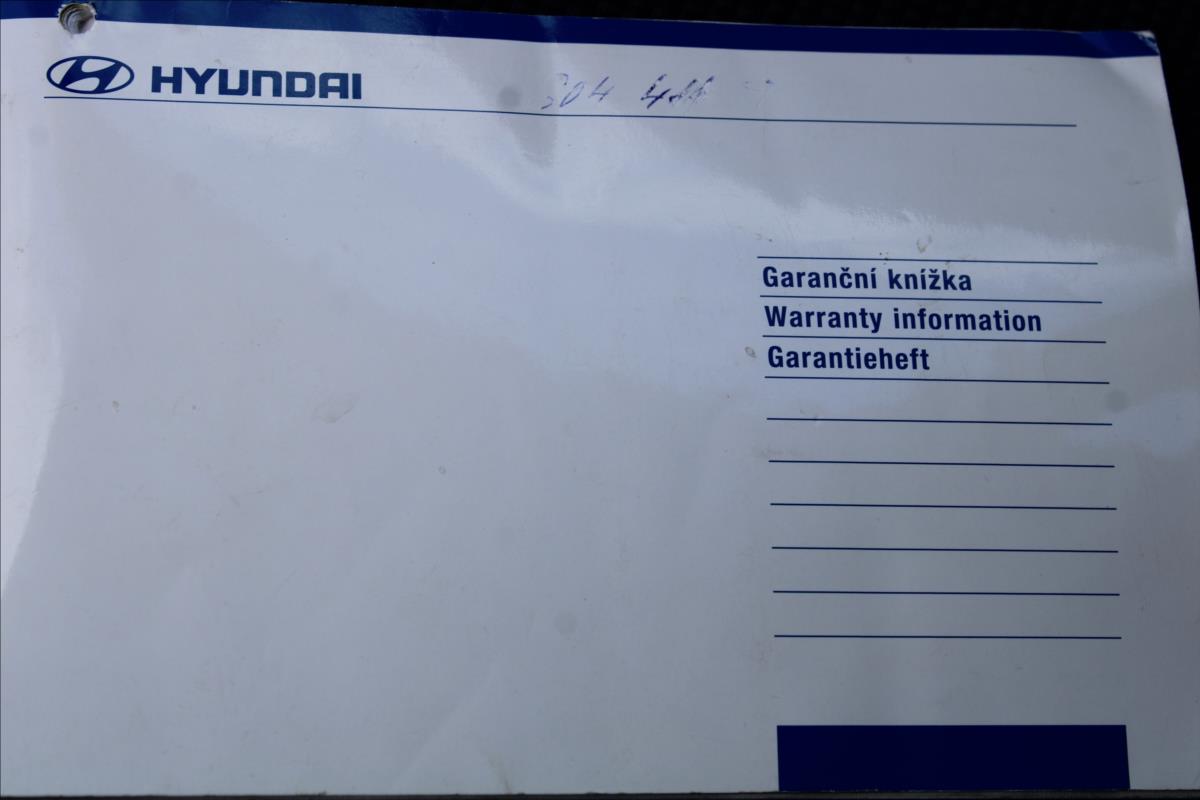 HYUNDAI
Garanční knížka
Warranty information
Garantieheft